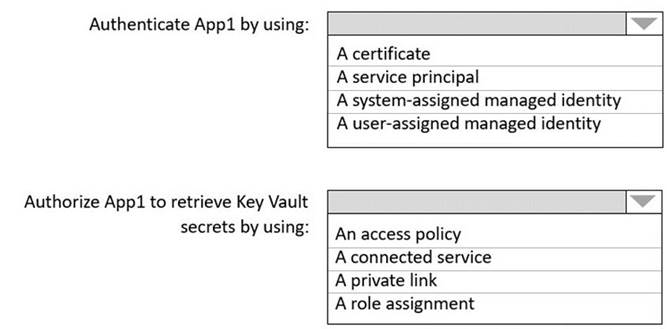 Authenticate App1 by using:
A certificate
A service principal
A system-assigned managed identity
A user-assigned managed identity
Authorize App1 to retrieve Key Vault
secrets by using:
An access policy
A connected service
A private link
A role assignment